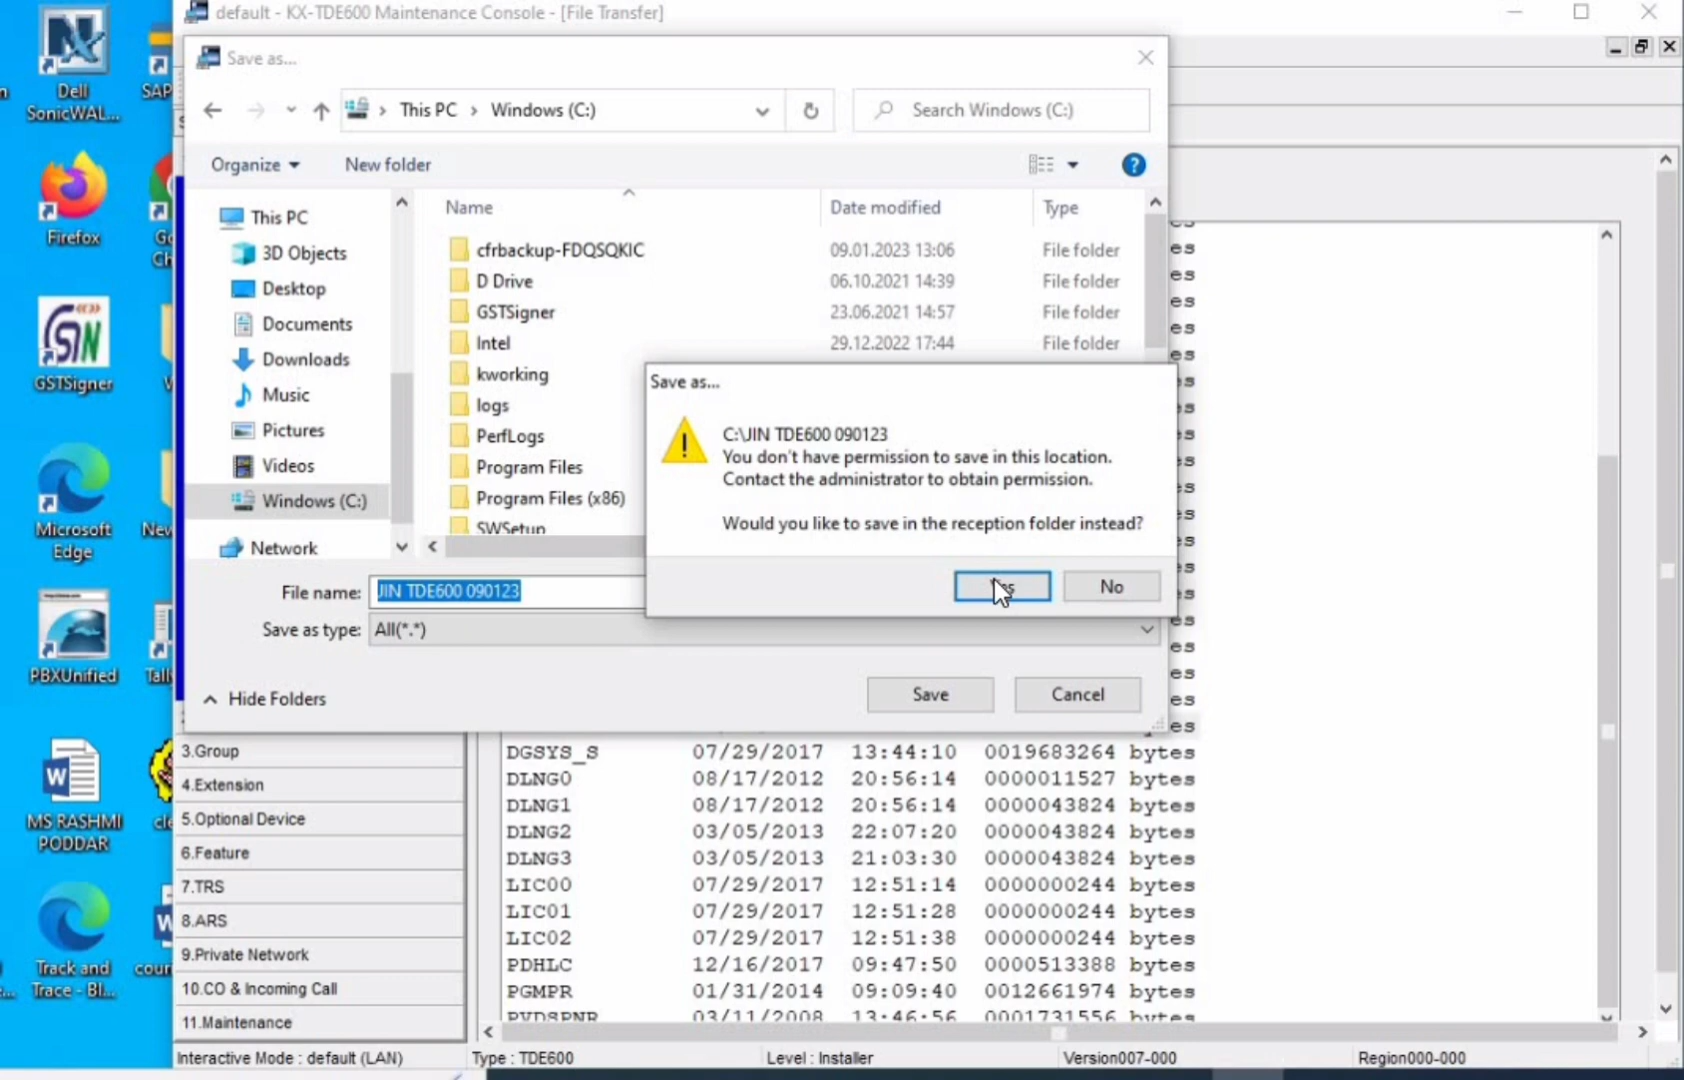 default - KX-TDE600 Maintenance Console - [File Transfer]
Save as...
This PC > Windows (C:)
Search Windows (C:)
Organize
New folder
This PC
3D Objects
Desktop
Documents
Downloads
Music
Pictures
Videos
Windows (C:)
Network
Name Date modified Type
cfrbackup-FDQSQKIC 09.01.2023 13:06 File folder
D Drive 06.10.2021 14:39 File folder
GSTSigner 23.06.2021 14:57 File folder
Intel 29.12.2022 17:44 File folder
kworking
logs
PerfLogs
Program Files
Program Files (x86)
SWSetup
Save as...
C:\JIN TDE600 090123
You don't have permission to save in this location.
Contact the administrator to obtain permission.
Would you like to save in the reception folder instead?
No
File name: JIN TDE600 090123
Save as type: All(*.*)
Hide Folders
Save
Cancel
Dell
SonicWAL...
SAP
Firefox
GSTSigner
Microsoft
Edge
PBXUnified
MS RASHMI
PODDAR
Track and
Trace - Bl...
3.Group
4.Extension
5.Optional Device
6.Feature
7.TRS
8.ARS
9.Private Network
10.CO & Incoming Call
11.Maintenance
DGSYS_S 07/29/2017 13:44:10 0019683264 bytes
DLNG0 08/17/2012 20:56:14 0000011527 bytes
DLNG1 08/17/2012 20:56:14 0000043824 bytes
DLNG2 03/05/2013 22:07:20 0000043824 bytes
DLNG3 03/05/2013 21:03:30 0000043824 bytes
LIC00 07/29/2017 12:51:14 0000000244 bytes
LIC01 07/29/2017 12:51:28 0000000244 bytes
LIC02 07/29/2017 12:51:38 0000000244 bytes
PDHLC 12/16/2017 09:47:50 0000513388 bytes
PGMPR 01/31/2014 09:09:40 0012661974 bytes
PVDSPNR 03/11/2008 13:46:56 0001731556 bytes
Interactive Mode : default (LAN)
Type : TDE600
Level : Installer
Version007-000
Region000-000